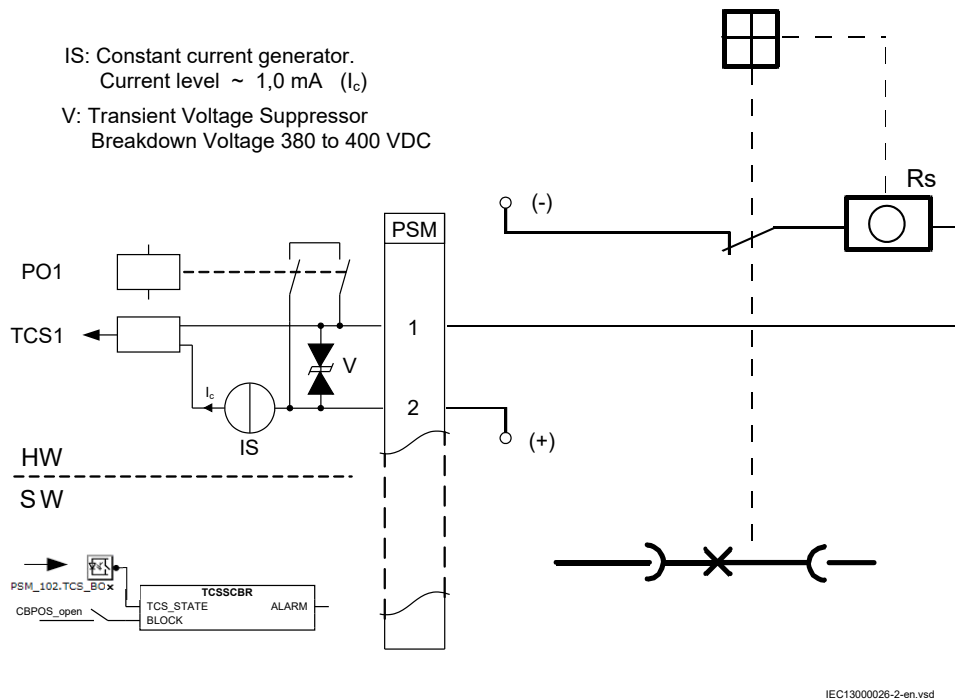 IS: Constant current generator.
Current level ~ 1,0 mA (Ic)
V: Transient Voltage Suppressor
Breakdown Voltage 380 to 400 VDC
Rs
(-)
PSM
PO1
TCS1
1
V
Ic
2
IS
(+)
HW
SW
PSM_102.TCS_BOx
TCSSCBR
TCS_STATE ALARM
CBPOS_open
BLOCK
IEC13000026-2-en.vsd